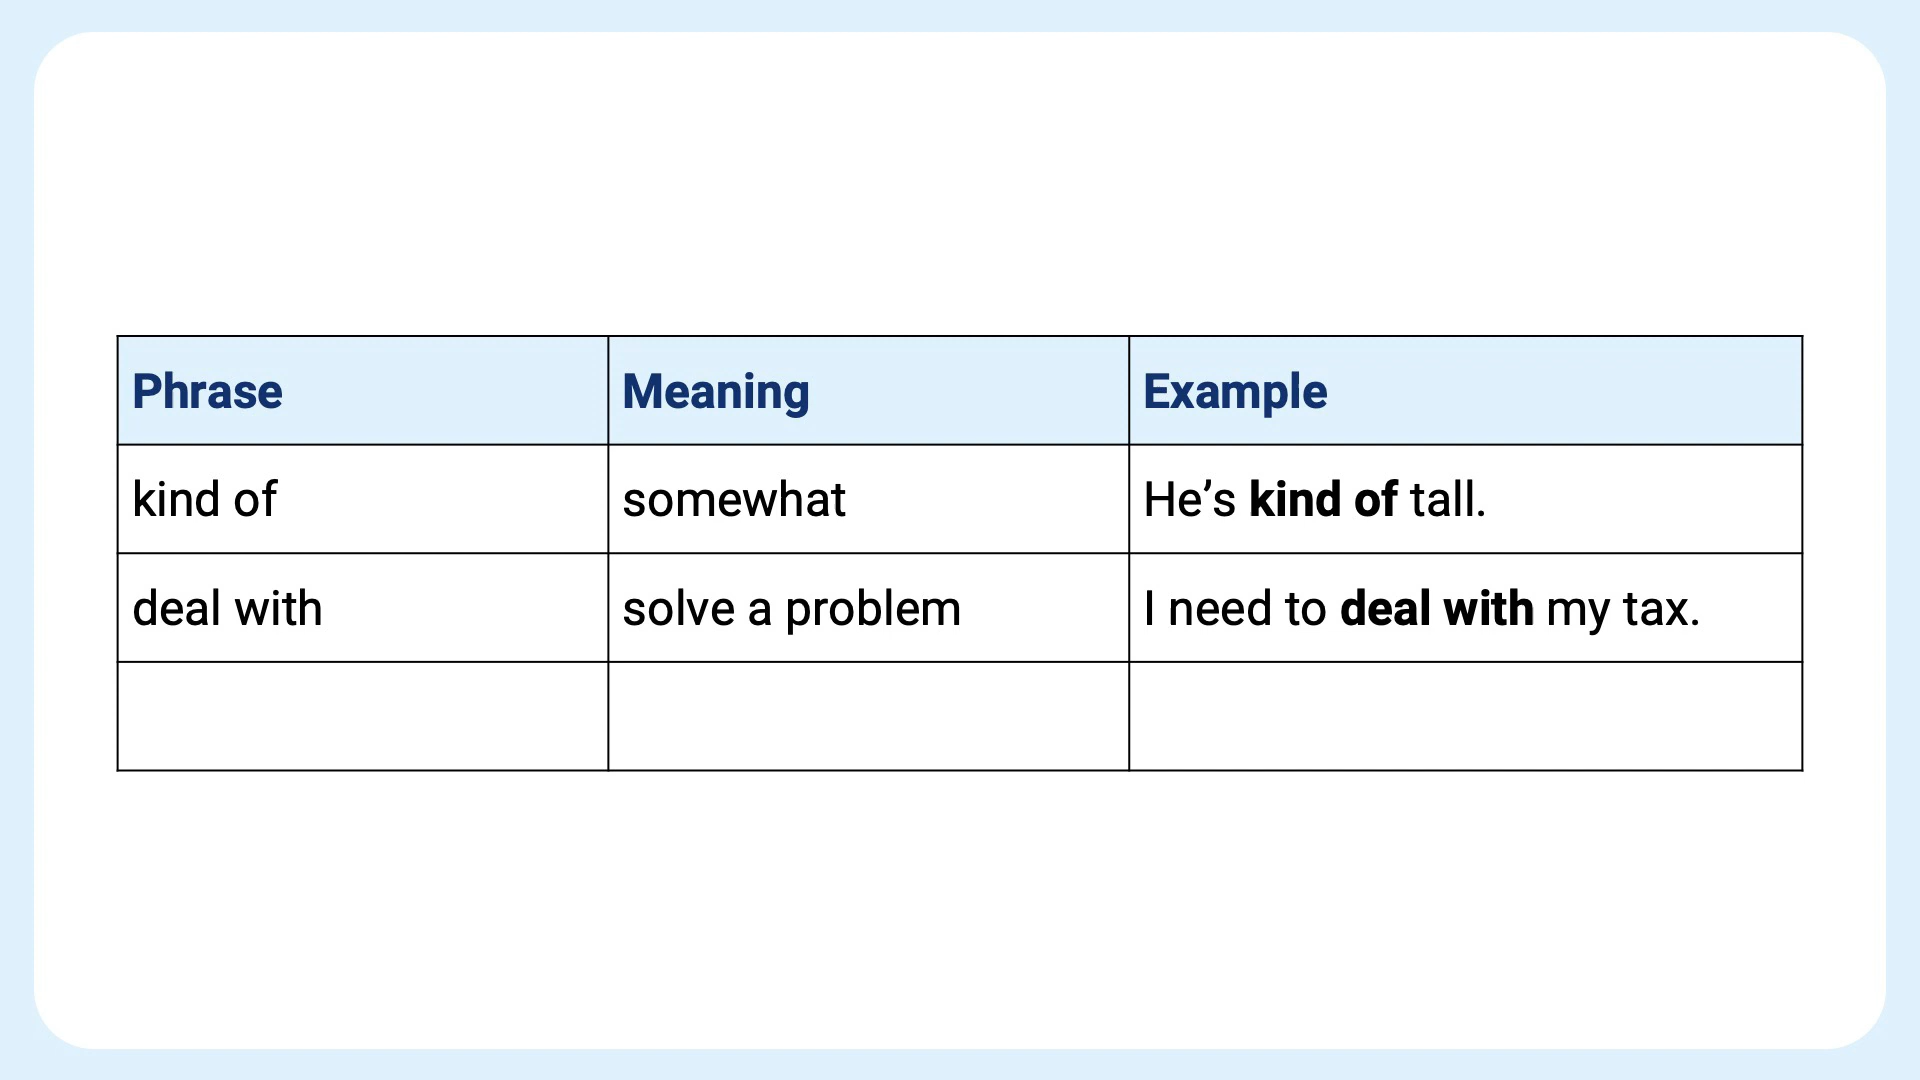 Phrase Meaning Example
kind of somewhat He’s kind of tall.
deal with solve a problem I need to deal with my tax.